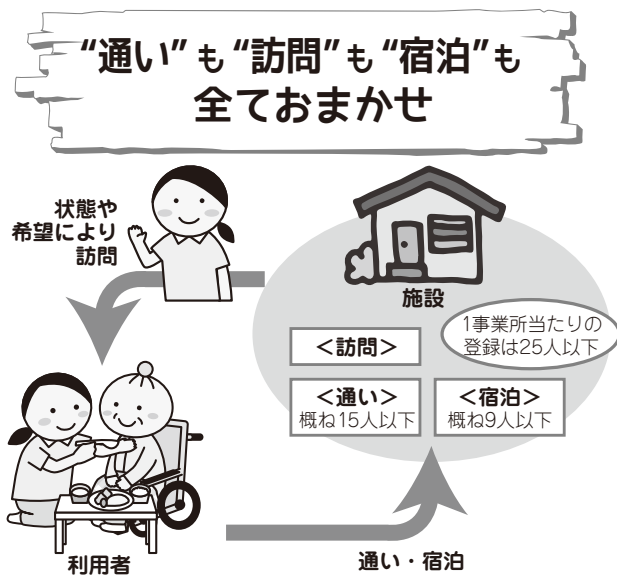 “通い”も“訪問”も“宿泊”も
全ておまかせ
状態や
希望により
訪問
施設
1事業所当たりの
登録は25人以下
<訪問>
<通い>
概ね15人以下
<宿泊>
概ね9人以下
利用者
通い・宿泊